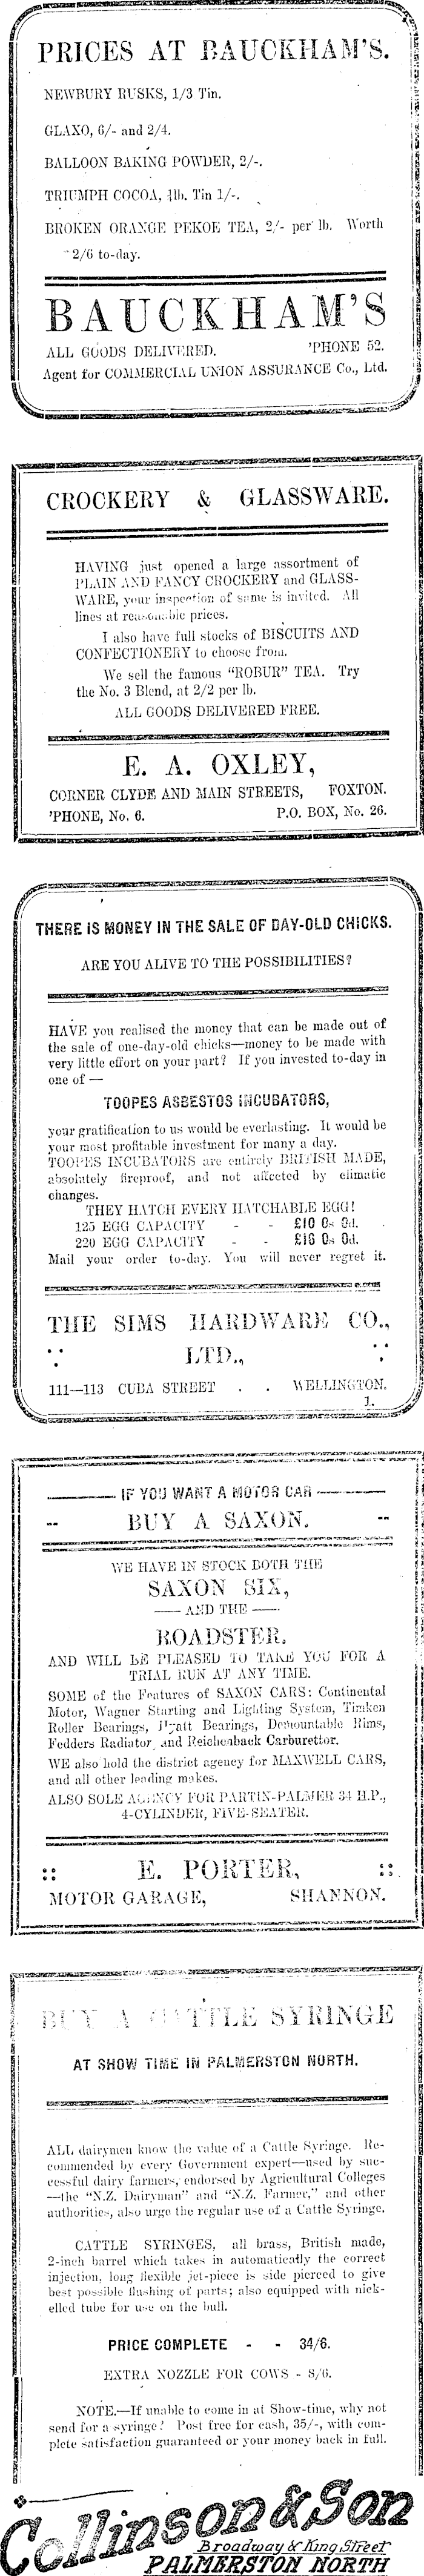 PRICES AT BAUCKHAM'S.
NEWBURY RUSKS, 1/3 Tin.
GLAXO, 6/- and 2/4.
BALLOON BAKING POWDER, 2/-.
TRIUMPH COCOA, ¼lb. Tin 1/-.
BROKEN ORANGE PEKOE TEA, 2/- per lb. Worth
2/6 to-day.
BAUCKHAM'S
ALL GOODS DELIVERED. 'PHONE 52.
Agent for COMMERCIAL UNION ASSURANCE Co., Ltd.
CROCKERY & GLASSWARE.
HAVING just opened a large assortment of
PLAIN AND FANCY CROCKERY and GLASS-
WARE, your inspection of same is invited. All
lines at reasonable prices.
I also have full stocks of BISCUITS AND
CONFECTIONERY to choose from.
We sell the famous "ROBUR" TEA. Try
the No. 3 Blend, at 2/2 per lb.
ALL GOODS DELIVERED FREE.
E. A. OXLEY,
CORNER CLYDE AND MAIN STREETS, FOXTON.
'PHONE, No. 6. P.O. BOX, No. 26.
THERE IS MONEY IN THE SALE OF DAY-OLD CHICKS.
ARE YOU ALIVE TO THE POSSIBILITIES?
HAVE you realised the money that can be made out of
the sale of one-day-old chicks—money to be made with
very little effort on your part? If you invested to-day in
one of —
TOOPES ASBESTOS INCUBATORS,
your gratification to us would be everlasting. It would be
your most profitable investment for many a day.
TOOPES INCUBATORS are entirely BRITISH MADE,
absolutely fireproof, and not affected by climatic
changes.
THEY HATCH EVERY HATCHABLE EGG!
125 EGG CAPACITY - - £10 0s 0d.
220 EGG CAPACITY - - £16 0s 0d.
Mail your order to-day. You will never regret it.
THE SIMS HARDWARE CO.,
LTD.,
111—113 CUBA STREET . . WELLINGTON.
1.
IF YOU WANT A MOTOR CAR
-- BUY A SAXON. --
WE HAVE IN STOCK BOTH THE
SAXON SIX,
—— AND THE ——
ROADSTER,
AND WILL BE PLEASED TO TAKE YOU FOR A
TRIAL RUN AT ANY TIME.
SOME of the Features of SAXON CARS: Continental
Motor, Wagner Starting and Lighting System, Timken
Roller Bearings, Hyatt Bearings, Demountable Rims,
Fedders Radiator, and Reichenback Carburettor.
WE also hold the district agency for MAXWELL CARS,
and all other leading makes.
ALSO SOLE AGENCY FOR PARTIN-PALMER 34 H.P.,
4-CYLINDER, FIVE-SEATER.
:: E. PORTER, ::
MOTOR GARAGE, SHANNON.
BUY A CATTLE SYRINGE
AT SHOW TIME IN PALMERSTON NORTH.
ALL dairymen know the value of a Cattle Syringe. Re-
commended by every Government expert—used by suc-
cessful dairy farmers, endorsed by Agricultural Colleges
—the "N.Z. Dairyman" and "N.Z. Farmer," and other
authorities, also urge the regular use of a Cattle Syringe.
CATTLE SYRINGES, all brass, British made,
2-inch barrel which takes in automatically the correct
injection, long flexible jet-piece is side pierced to give
best possible flushing of parts; also equipped with nick-
elled tube for use on the bull.
PRICE COMPLETE - - 34/6.
EXTRA NOZZLE FOR COWS - 8/6.
NOTE.—If unable to come in at Show-time, why not
send for a syringe? Post free for cash, 35/-, with com-
plete satisfaction guaranteed or your money back in full.
Collinson & Son
Broadway & King Street
PALMERSTON NORTH